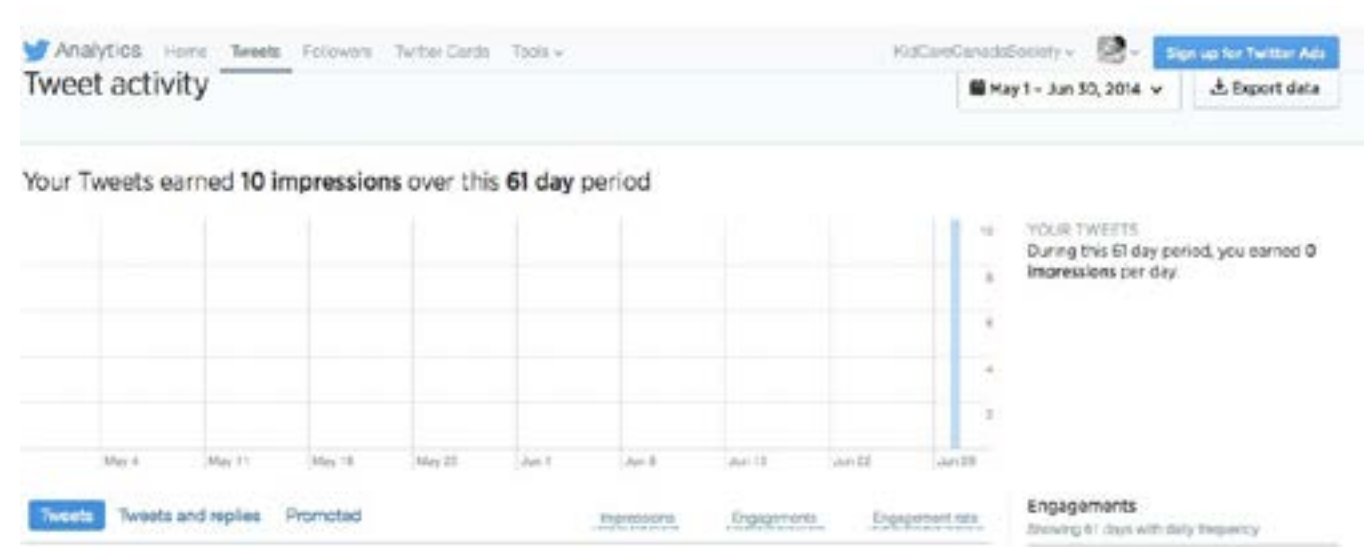 Analytics Home Tweets Followers Twitter Cards Tools
KidCareCanadaSociety
Sign up for Twitter Ads
Tweet activity
May 1 - Jun 30, 2014
Export data
Your Tweets earned 10 impressions over this 61 day period
10
8
6
4
2
May 4 May 11 May 18 May 25 Jun 1 Jun 8 Jun 22 Jun 29
YOUR TWEETS
During this 61 day period, you earned 0
impressions per day.
Tweets Tweets and replies Promoted
Impressions Engagements Engagement rate
Engagements
Showing 61 days with daily frequency